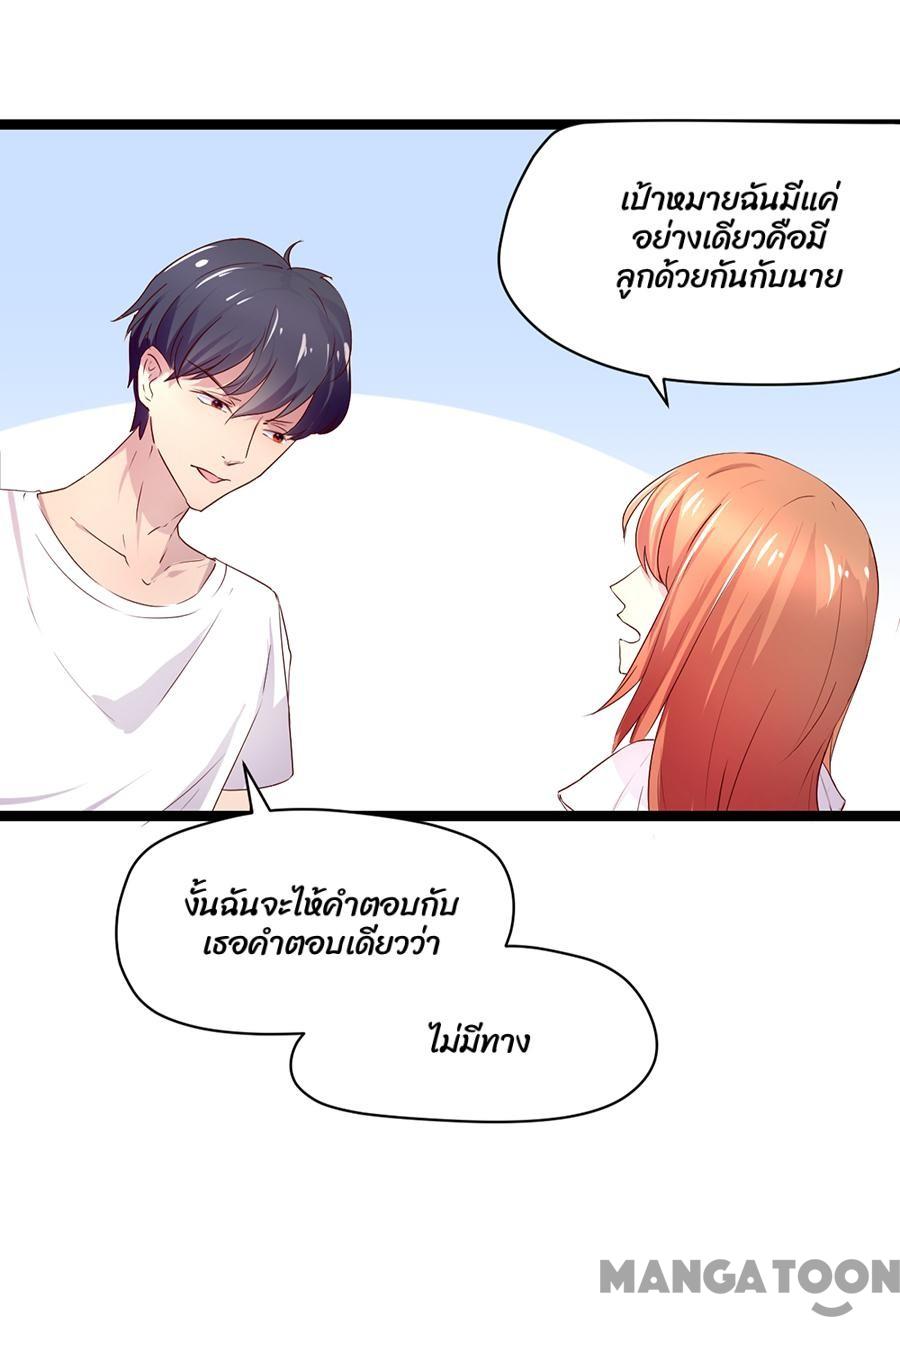 เป้าหมายฉันมีแค่
อย่างเดียวคือมี
ลูกด้วยกันกับนาย
งั้นฉันจะให้คำตอบกับ
เธอคำตอบเดียวว่า
ไม่มีทาง
MANGATOON